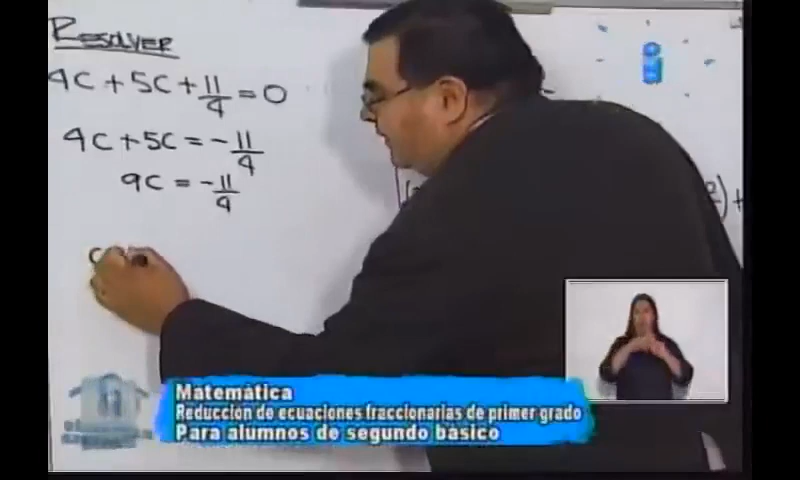 RESOLVER
4C + 5C + 11/4 = 0
4C + 5C = - 11/4
9C = - 11/4
C
Matemática
Reducción de ecuaciones fraccionarias de primer grado
Para alumnos de segundo básico